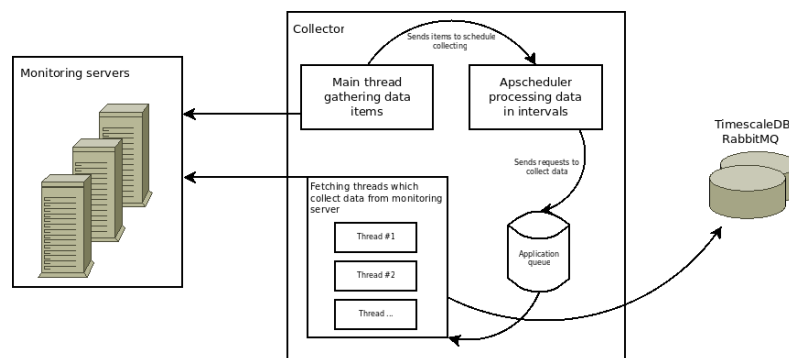 Collector
Sends items to schedule
collecting
Monitoring servers
Main thread
gathering data
items
Apscheduler
processing data
in intervals
TimescaleDB
RabbitMQ
Sends requests to
collect data
Fetching threads which
collect data from monitoring
server
Thread #1
Thread #2
Thread ...
Application
queue